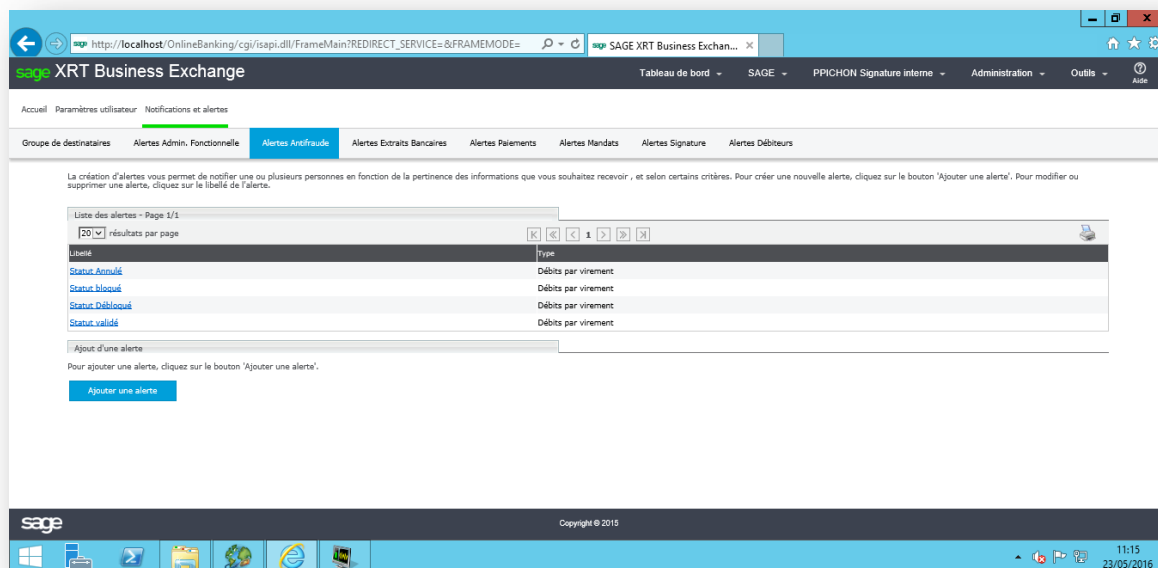 http://localhost/OnlineBanking/cgi/isapi.dll/FrameMain?REDIRECT_SERVICE=&FRAMEMODE=
sage SAGE XRT Business Exchan...
sage XRT Business Exchange
Tableau de bord SAGE PPICHON Signature interne Administration Outils Aide
Accueil Paramètres utilisateur Notifications et alertes
Groupe de destinataires Alertes Admin. Fonctionnelle Alertes Antifraude Alertes Extraits Bancaires Alertes Paiements Alertes Mandats Alertes Signature Alertes Débiteurs
La création d'alertes vous permet de notifier une ou plusieurs personnes en fonction de la pertinence des informations que vous souhaitez recevoir , et selon certains critères. Pour créer une nouvelle alerte, cliquez sur le bouton 'Ajouter une alerte'. Pour modifier ou
supprimer une alerte, cliquez sur le libellé de l'alerte.
Liste des alertes - Page 1/1
20 résultats par page 1
Libellé Type
Statut Annulé Débits par virement
Statut bloqué Débits par virement
Statut Débloqué Débits par virement
Statut validé Débits par virement
Ajout d'une alerte
Pour ajouter une alerte, cliquez sur le bouton 'Ajouter une alerte'.
Ajouter une alerte
sage Copyright © 2015
11:15
23/05/2016